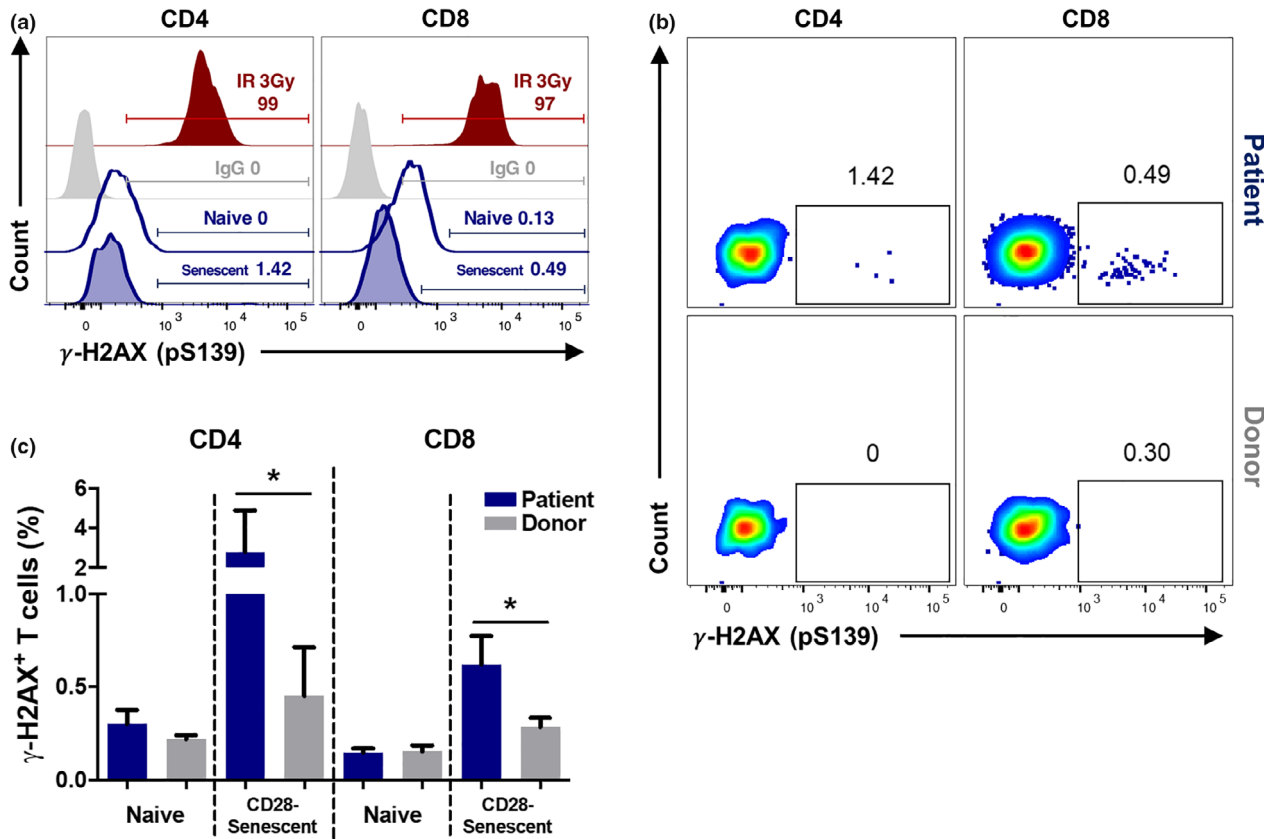 (a)
CD4
CD8
Count
IR 3Gy
99
IgG 0
Naive 0
Senescent 1.42
0 10³ 10⁴ 10⁵
IR 3Gy
97
IgG 0
Naive 0.13
Senescent 0.49
0 10³ 10⁴ 10⁵
γ-H2AX (pS139)
(b)
CD4
CD8
1.42
0.49
Patient
0
0.30
Donor
Count
0 10³ 10⁴ 10⁵
0 10³ 10⁴ 10⁵
γ-H2AX (pS139)
(c)
CD4
CD8
γ-H2AX⁺ T cells (%)
6
4
2
1.0
0.5
0.0
*
*
Patient
Donor
Naive
CD28-
Senescent
Naive
CD28-
Senescent